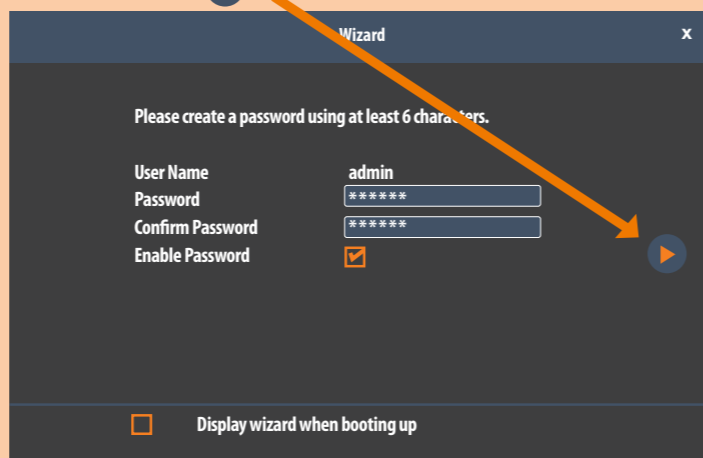 Wizard x
Please create a password using at least 6 characters.
User Name admin
Password ******
Confirm Password ******
Enable Password
Display wizard when booting up